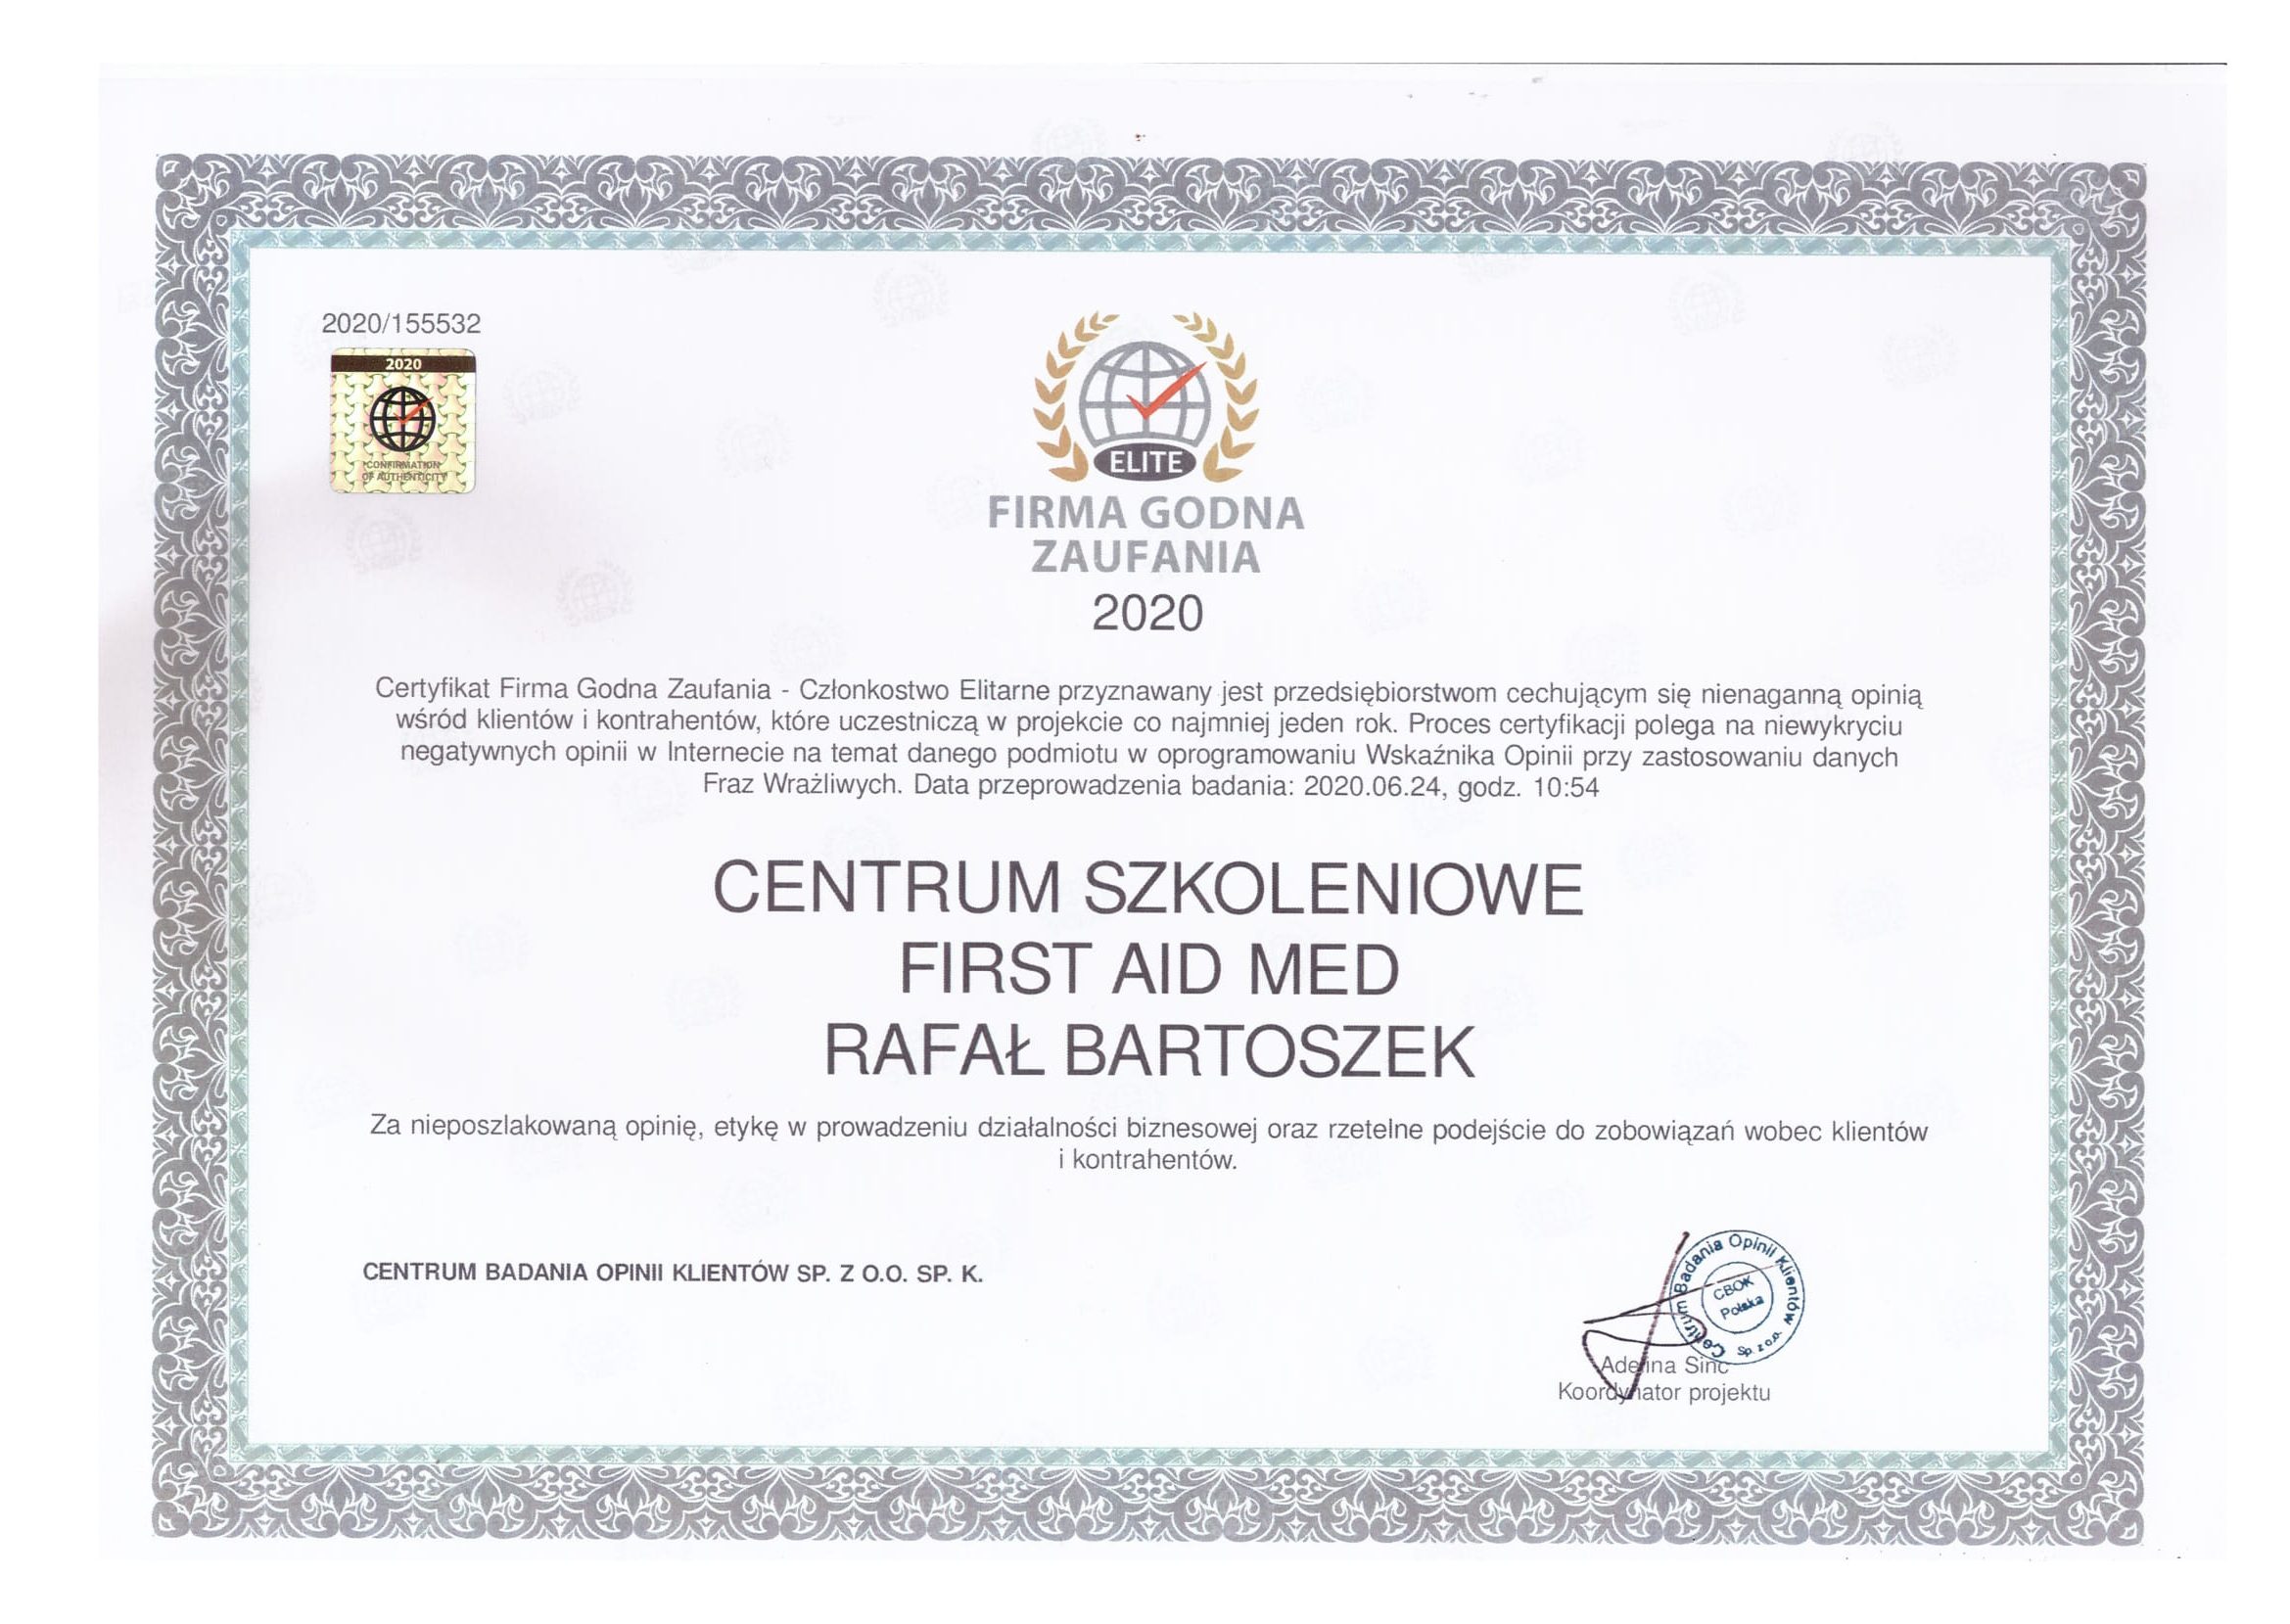 2020/155532
2020
CONFIRMATION
OF AUTHENTICITY
ELITE
FIRMA GODNA
ZAUFANIA
2020
Certyfikat Firma Godna Zaufania - Członkostwo Elitarne przyznawany jest przedsiębiorstwom cechującym się nienaganną opinią
wśród klientów i kontrahentów, które uczestniczą w projekcie co najmniej jeden rok. Proces certyfikacji polega na niewykryciu
negatywnych opinii w Internecie na temat danego podmiotu w oprogramowaniu Wskaźnika Opinii przy zastosowaniu danych
Fraz Wrażliwych. Data przeprowadzenia badania: 2020.06.24, godz. 10:54
CENTRUM SZKOLENIOWE
FIRST AID MED
RAFAŁ BARTOSZEK
Za nieposzlakowaną opinię, etykę w prowadzeniu działalności biznesowej oraz rzetelne podejście do zobowiązań wobec klientów
i kontrahentów.
CENTRUM BADANIA OPINII KLIENTÓW SP. Z O.O. SP. K.
Centrum Badania Opinii Klientów
Sp. z o.o.
CBOK
Polska
Adelina Sinc
Koordynator projektu